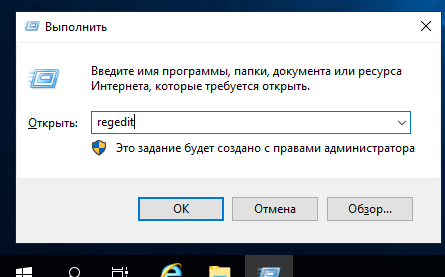 Выполнить
Введите имя программы, папки, документа или ресурса
Интернета, которые требуется открыть.
Открыть: regedit
Это задание будет создано с правами администратора
ОК Отмена Обзор...